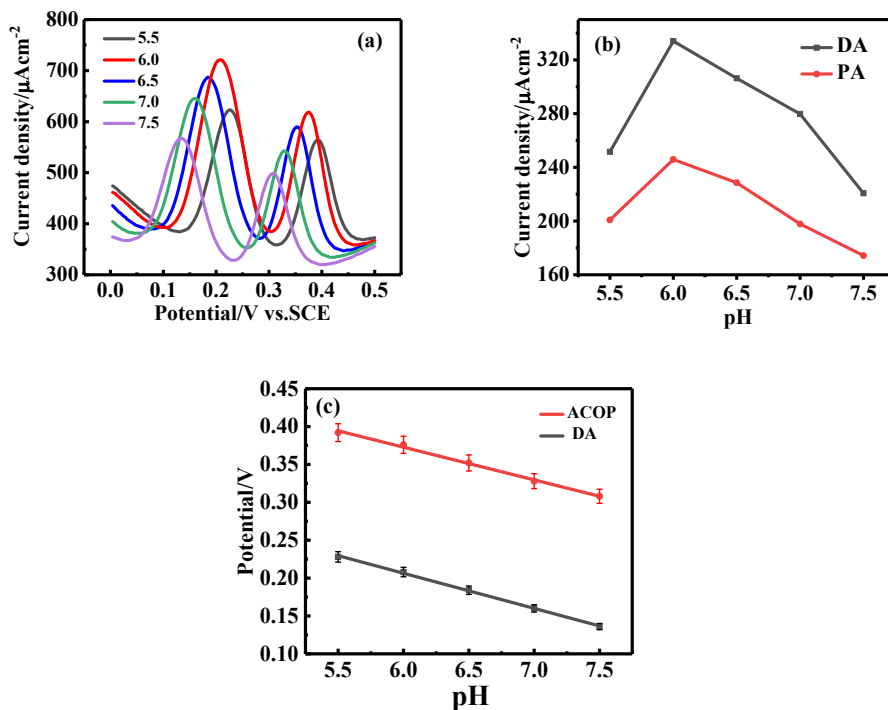 (a)
5.5
6.0
6.5
7.0
7.5
800
700
600
500
400
300
Current density/μAcm⁻²
0.0 0.1 0.2 0.3 0.4 0.5
Potential/V vs.SCE
(b)
DA
PA
320
280
240
200
160
Current density/μAcm⁻²
5.5 6.0 6.5 7.0 7.5
pH
(c)
ACOP
DA
0.45
0.40
0.35
0.30
0.25
0.20
0.15
0.10
Potential/V
5.5 6.0 6.5 7.0 7.5
pH